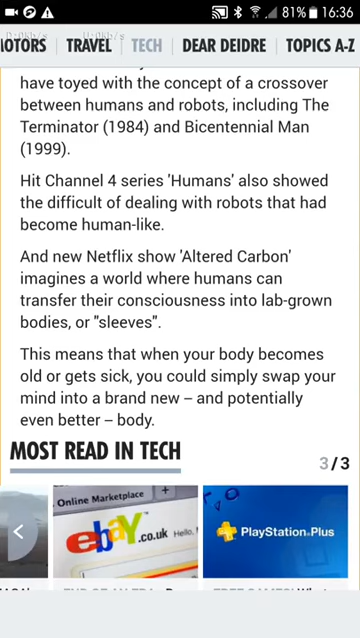 81% 16:36
MOTORS TRAVEL TECH DEAR DEIDRE TOPICS A-Z
have toyed with the concept of a crossover
between humans and robots, including The
Terminator (1984) and Bicentennial Man
(1999).
Hit Channel 4 series 'Humans' also showed
the difficult of dealing with robots that had
become human-like.
And new Netflix show 'Altered Carbon'
imagines a world where humans can
transfer their consciousness into lab-grown
bodies, or "sleeves".
This means that when your body becomes
old or gets sick, you could simply swap your
mind into a brand new – and potentially
even better – body.
MOST READ IN TECH
3/3
Online Marketplace
ebay.co.uk Hello,
PlayStation Plus